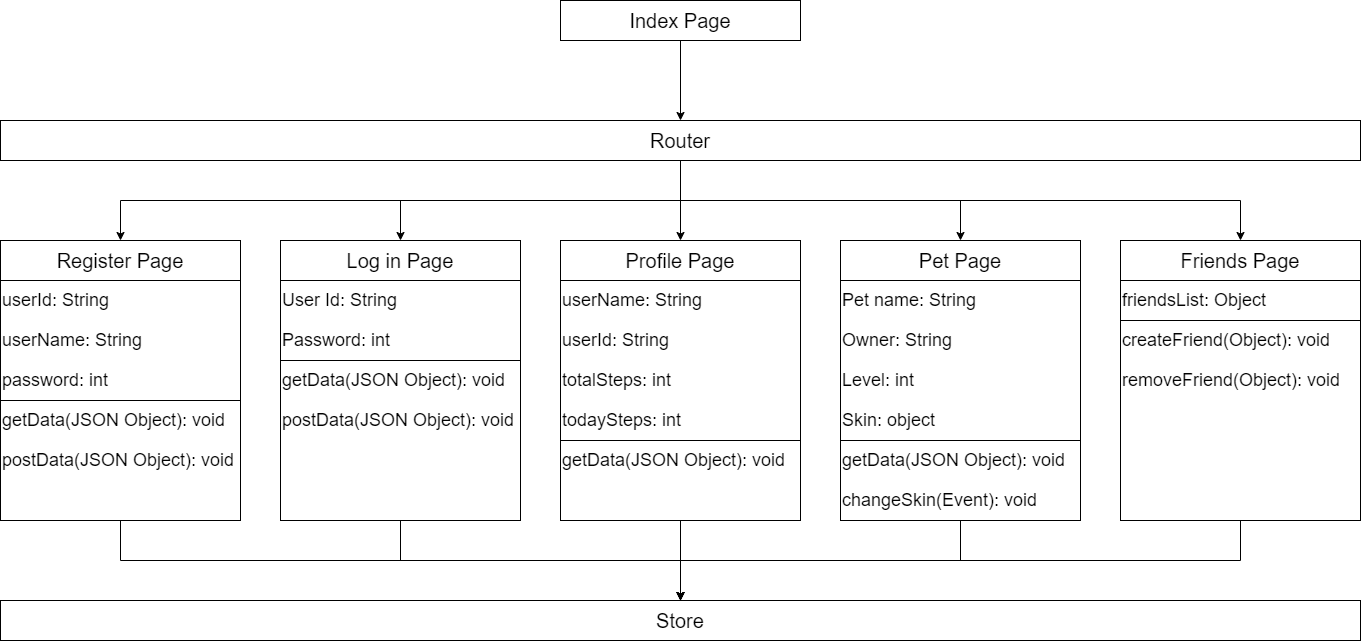 Index Page
Router
Register Page
userId: String
userName: String
password: int
getData(JSON Object): void
postData(JSON Object): void
Log in Page
User Id: String
Password: int
getData(JSON Object): void
postData(JSON Object): void
Profile Page
userName: String
userId: String
totalSteps: int
todaySteps: int
getData(JSON Object): void
Pet Page
Pet name: String
Owner: String
Level: int
Skin: object
getData(JSON Object): void
changeSkin(Event): void
Friends Page
friendsList: Object
createFriend(Object): void
removeFriend(Object): void
Store